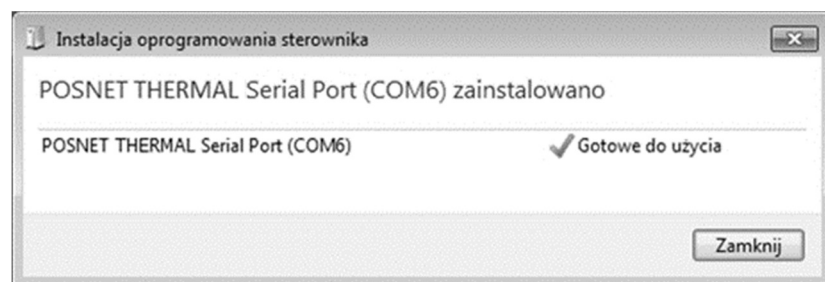 Instalacja oprogramowania sterownika
POSNET THERMAL Serial Port (COM6) zainstalowano
POSNET THERMAL Serial Port (COM6) Gotowe do użycia
Zamknij